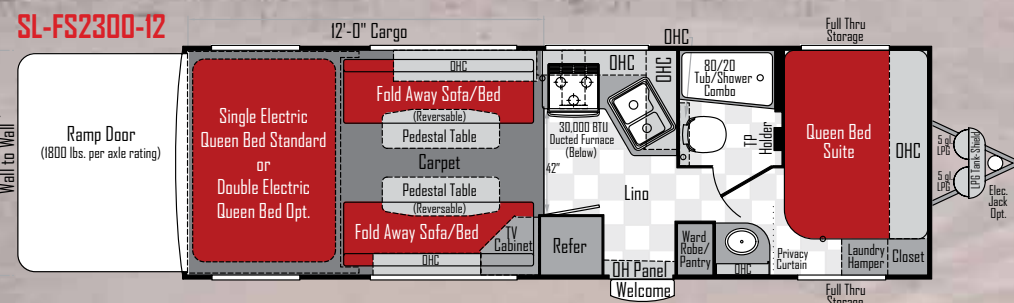 SL-FS2300-12
12'-0" Cargo
OHC
Full Thru
Storage
Wall to Wall
Ramp Door
(1800 lbs. per axle rating)
Single Electric
Queen Bed Standard
or
Double Electric
Queen Bed Opt.
OHC
Fold Away Sofa/Bed
(Reversable)
Pedestal Table
Carpet
Pedestal Table
(Reversable)
Fold Away Sofa/Bed
OHC
TV
Cabinet
OHC
OHC
30,000 BTU
Ducted Furnace
(Below)
42"
Lino
Refer
OH Panel
Welcome
80/20
Tub/Shower
Combo
TP
Holder
Ward
Robe/
Pantry
OHC
Privacy
Curtain
Queen Bed
Suite
OHC
Laundry
Hamper
Closet
Full Thru
Storage
5 gl.
LPG
5 gl.
LPG
LPG Tank-Shield
Elec.
Jack
Opt.